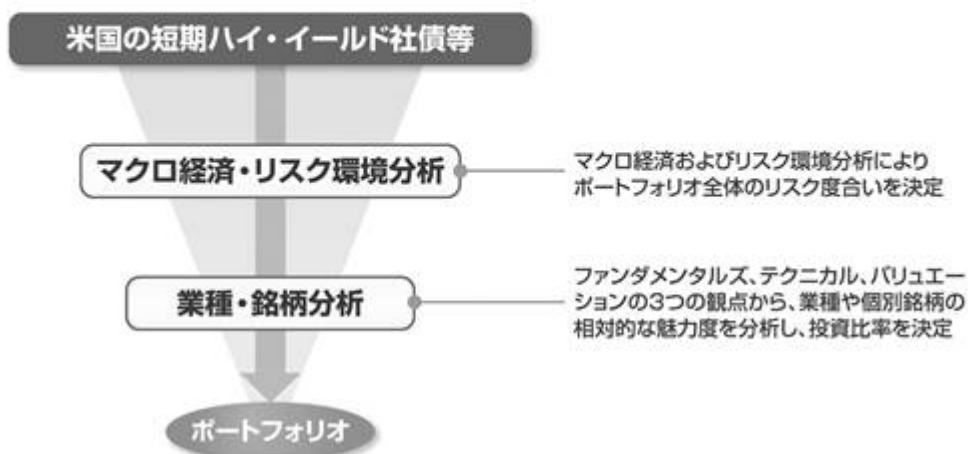 米国の短期ハイ・イールド社債等
マクロ経済・リスク環境分析
マクロ経済およびリスク環境分析により
ポートフォリオ全体のリスク度合いを決定
業種・銘柄分析
ファンダメンタルズ、テクニカル、バリュエー
ションの3つの観点から、業種や個別銘柄の
相対的な魅力度を分析し、投資比率を決定
ポートフォリオ